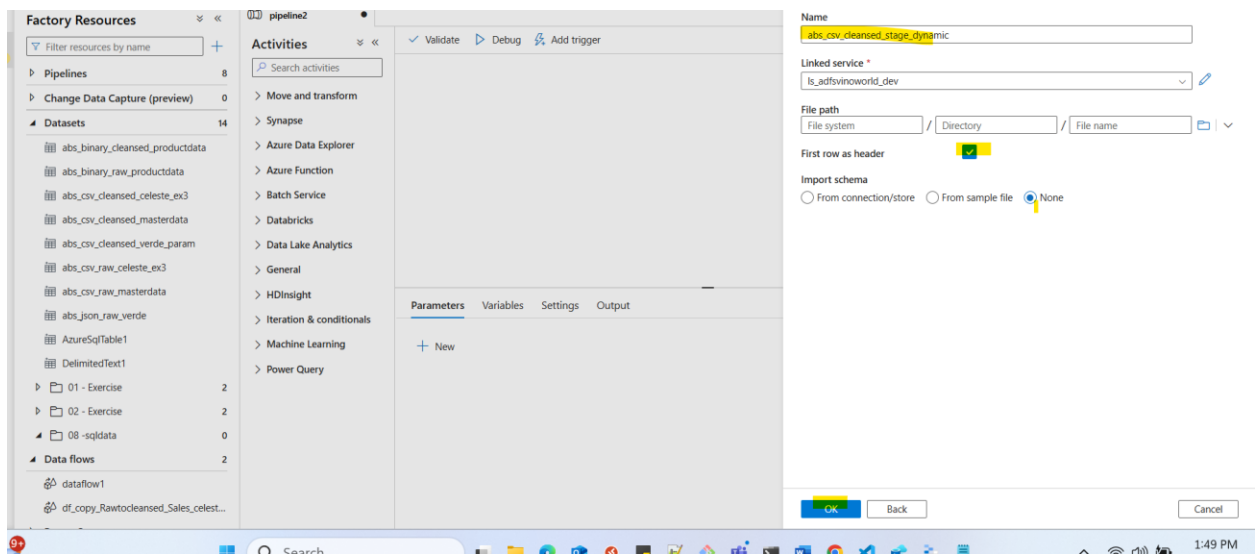 Factory Resources
Filter resources by name
Pipelines 8
Change Data Capture (preview) 0
Datasets 14
abs_binary_cleansed_productdata
abs_binary_raw_productdata
abs_csv_cleansed_celeste_ex3
abs_csv_cleansed_masterdata
abs_csv_cleansed_verde_param
abs_csv_raw_celeste_ex3
abs_csv_raw_masterdata
abs_json_raw_verde
AzureSqlTable1
DelimitedText1
01 - Exercise 2
02 - Exercise 2
08 -sqldata 0
Data flows 2
dataflow1
df_copy_Rawtocleansed_Sales_celest...
pipeline2
Activities
Search activities
Move and transform
Synapse
Azure Data Explorer
Azure Function
Batch Service
Databricks
Data Lake Analytics
General
HDInsight
Iteration & conditionals
Machine Learning
Power Query
Validate Debug Add trigger
Parameters Variables Settings Output
New
Name
abs_csv_cleansed_stage_dynamic
Linked service *
ls_adfsvinoworld_dev
File path
File system / Directory / File name
First row as header
Import schema
From connection/store From sample file None
OK Back Cancel
9+
Search
1:49 PM